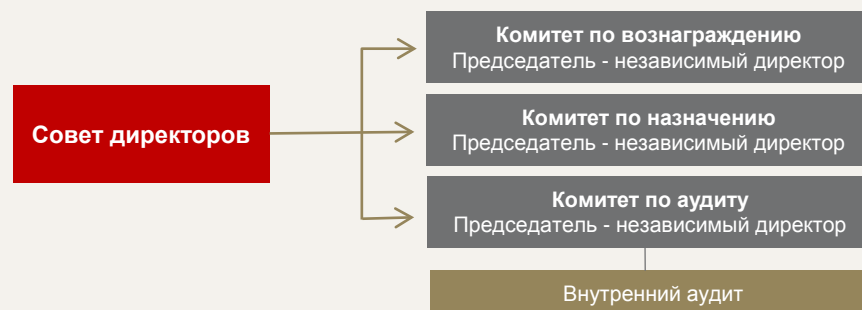 Комитет по вознаграждению
Председатель - независимый директор
Совет директоров
Комитет по назначению
Председатель - независимый директор
Комитет по аудиту
Председатель - независимый директор
Внутренний аудит